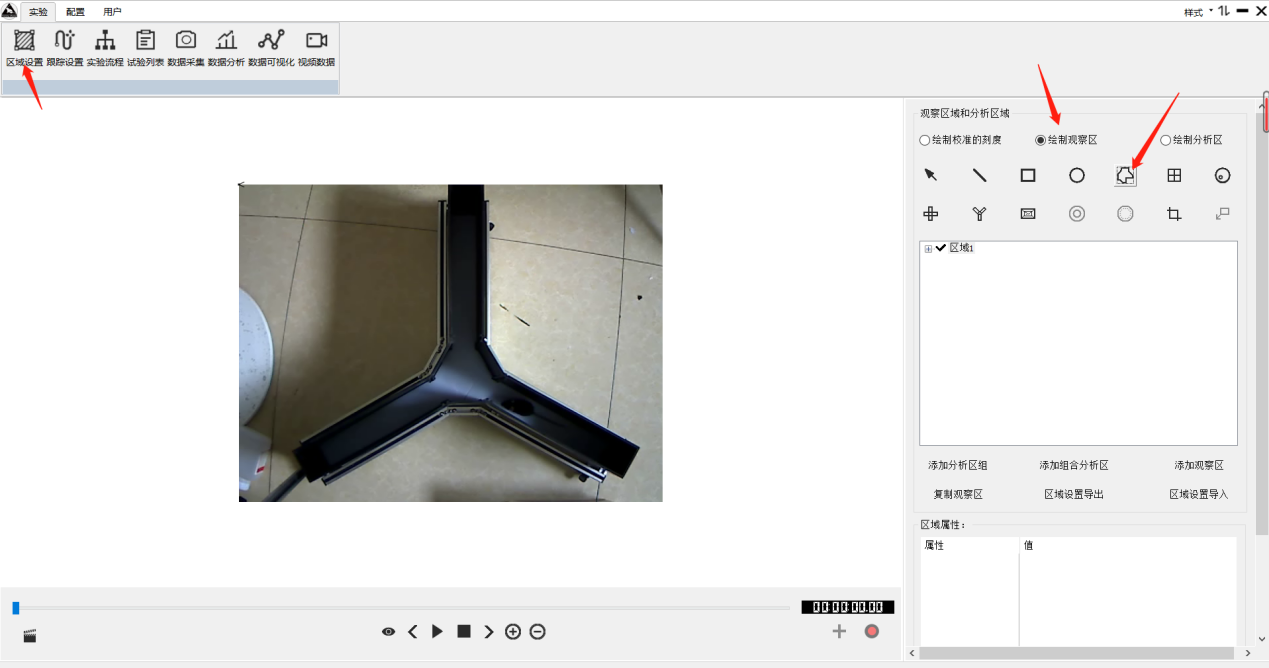 实验 配置 用户 样式
区域设置 跟踪设置 实验流程 试验列表 数据采集 数据分析 数据可视化 视频数据
观察区域和分析区域
绘制校准的刻度 绘制观察区 绘制分析区
区域1
添加分析区组 添加组合分析区 添加观察区
复制观察区 区域设置导出 区域设置导入
区域属性：
属性 值
00:00:00.00